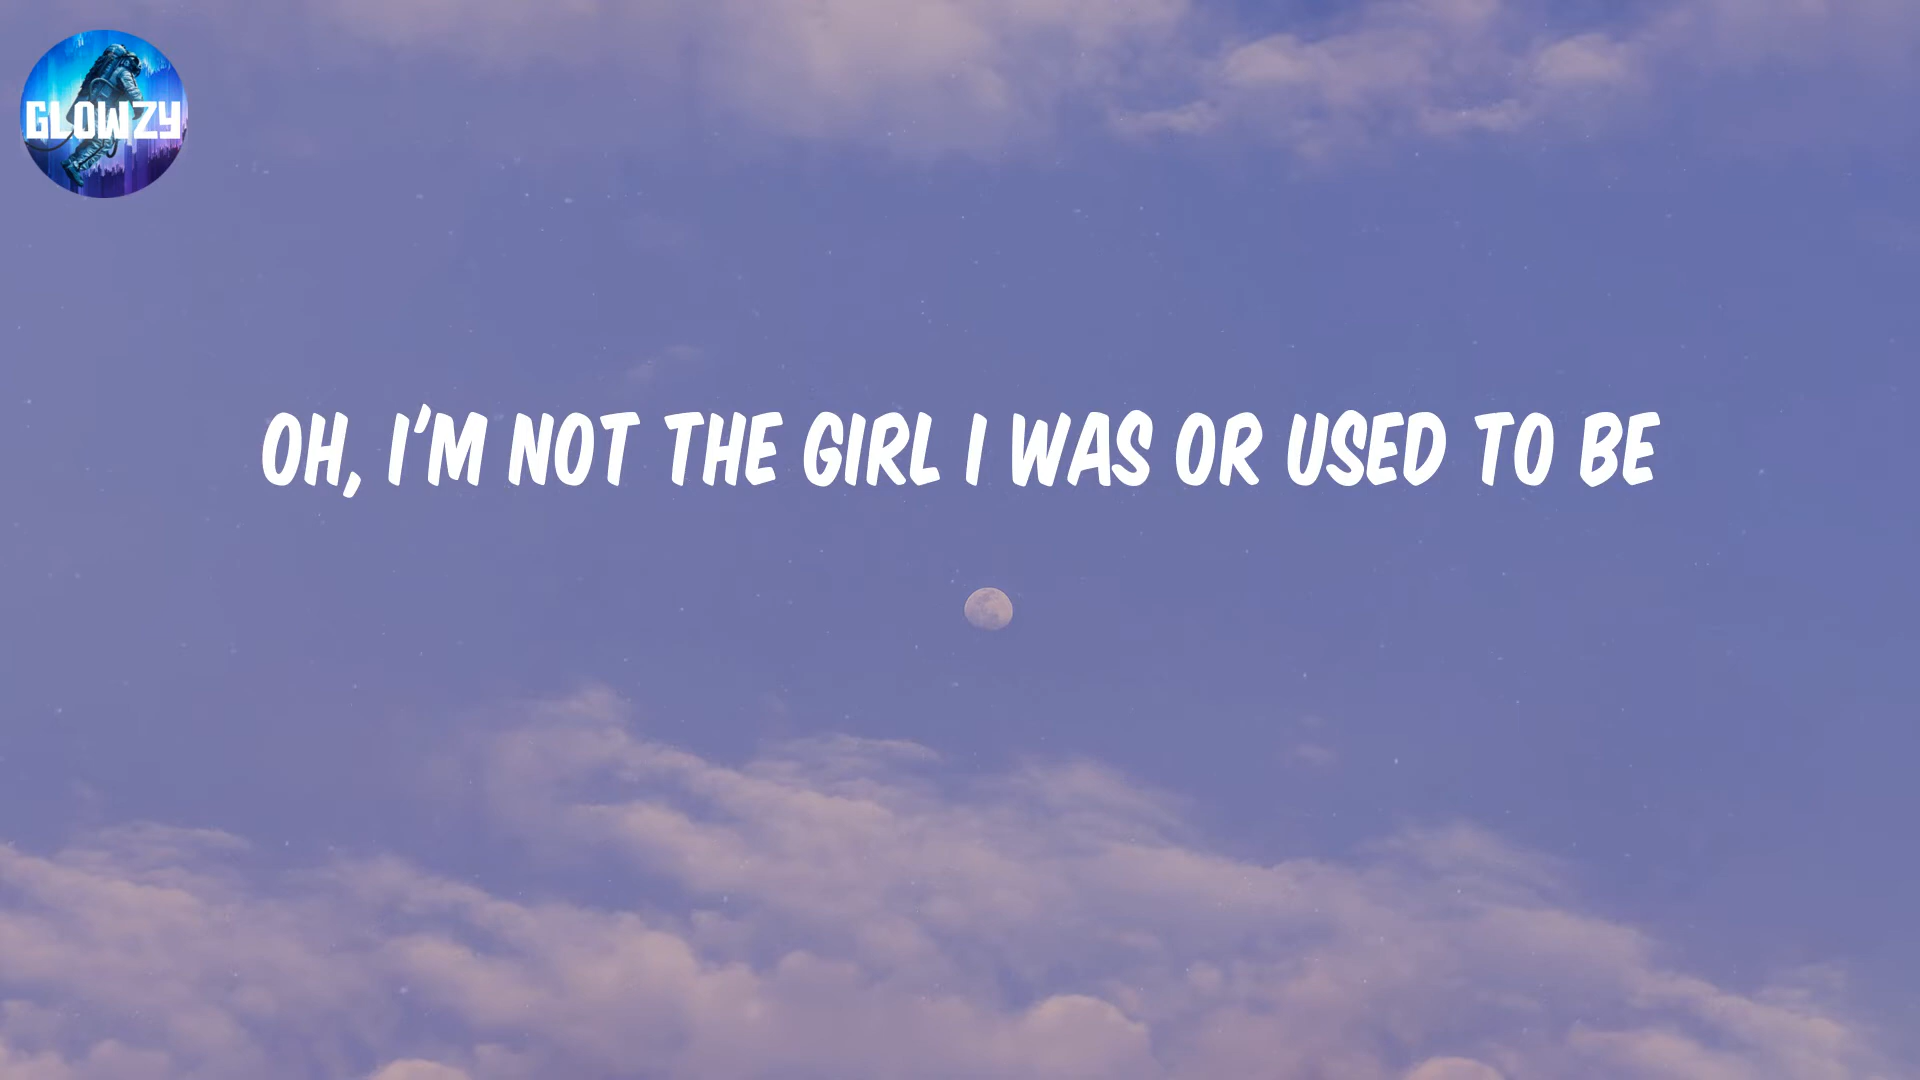 GLOWZY
OH, I'M NOT THE GIRL I WAS OR USED TO BE